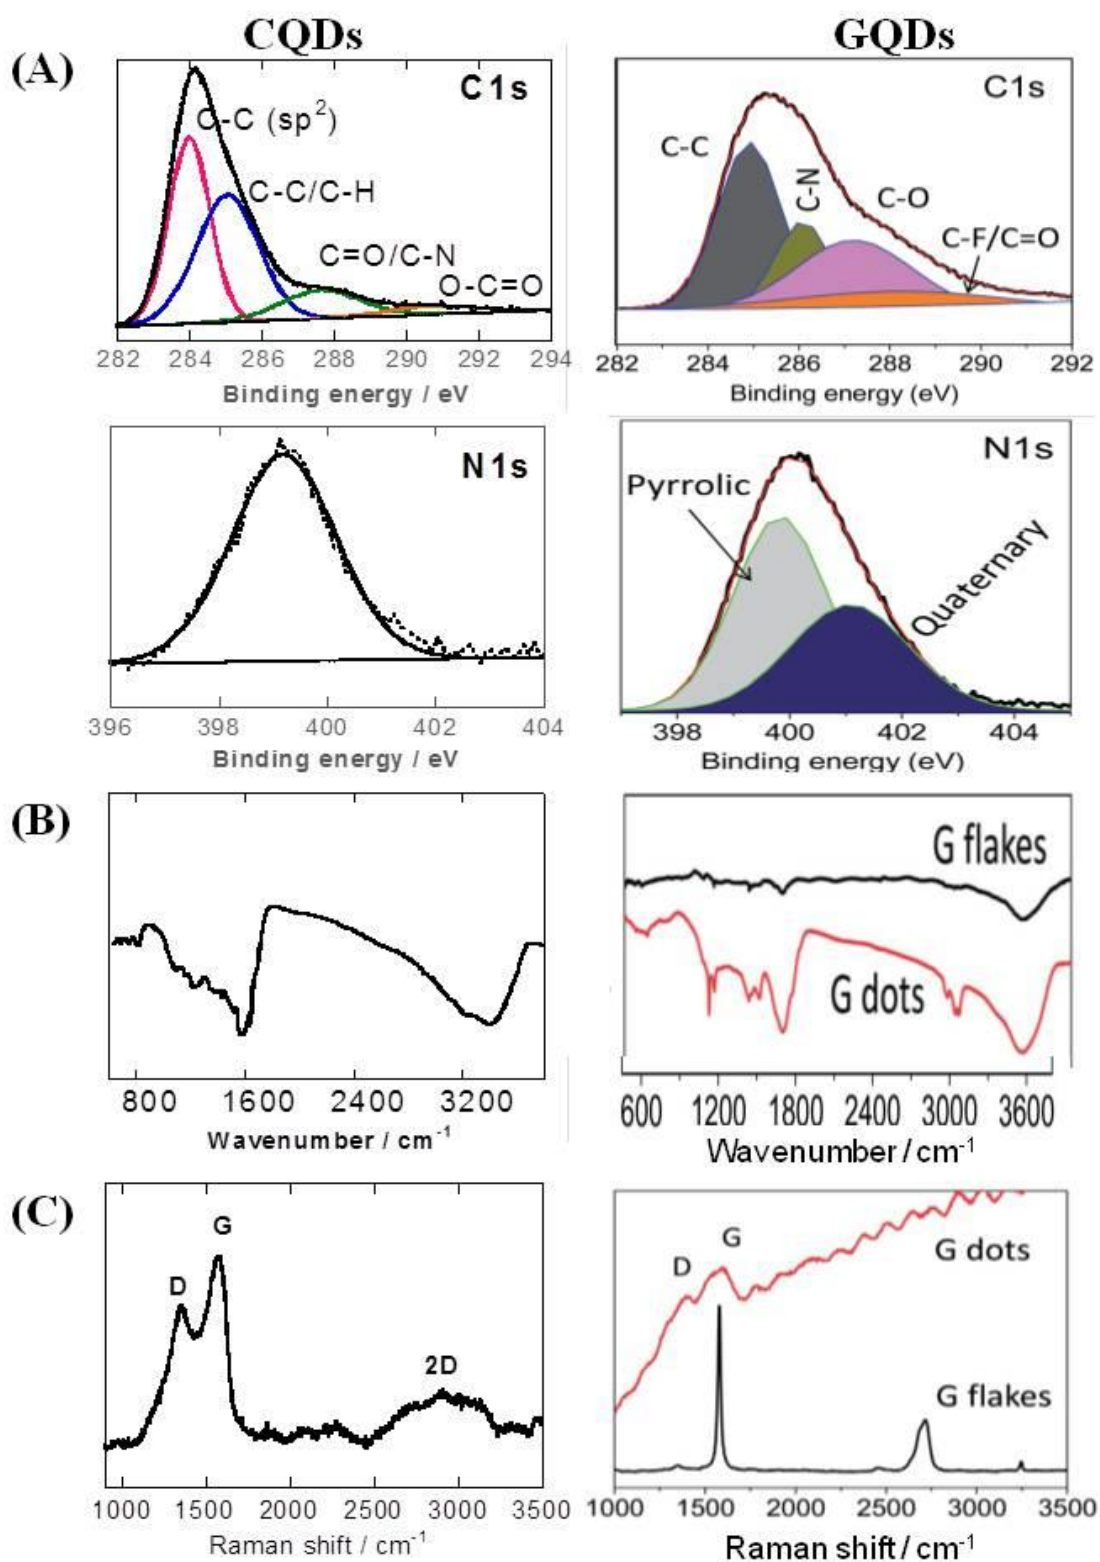 CQDs
GQDs
(A)
C1s
C-C (sp²)
C-C/C-H
C=O/C-N
O-C=O
282 284 286 288 290 292 294
Binding energy / eV
C1s
C-C
C-N
C-O
C-F/C=O
282 284 286 288 290 292
Binding energy (eV)
N1s
396 398 400 402 404
Binding energy / eV
N1s
Pyrrolic
Quaternary
398 400 402 404
Binding energy (eV)
(B)
800 1600 2400 3200
Wavenumber / cm⁻¹
G flakes
G dots
600 1200 1800 2400 3000 3600
Wavenumber / cm⁻¹
(C)
D
G
2D
1000 1500 2000 2500 3000 3500
Raman shift / cm⁻¹
D
G
G dots
G flakes
1000 1500 2000 2500 3000 3500
Raman shift / cm⁻¹